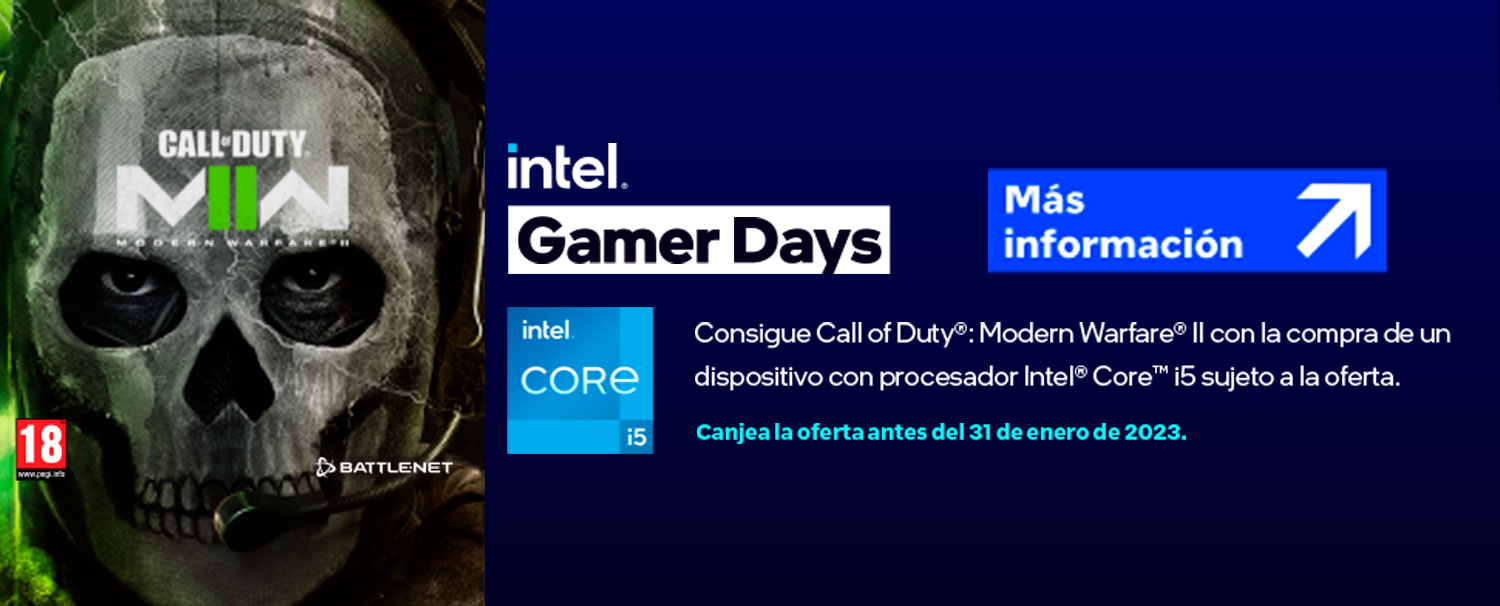 CALL OF DUTY
MIIW
MODERN WARFARE II
18
www.pegi.info
BATTLE.NET
intel.
Gamer Days
Más
información
intel.
CORE
i5
Consigue Call of Duty®: Modern Warfare® II con la compra de un
dispositivo con procesador Intel® Core™ i5 sujeto a la oferta.
Canjea la oferta antes del 31 de enero de 2023.